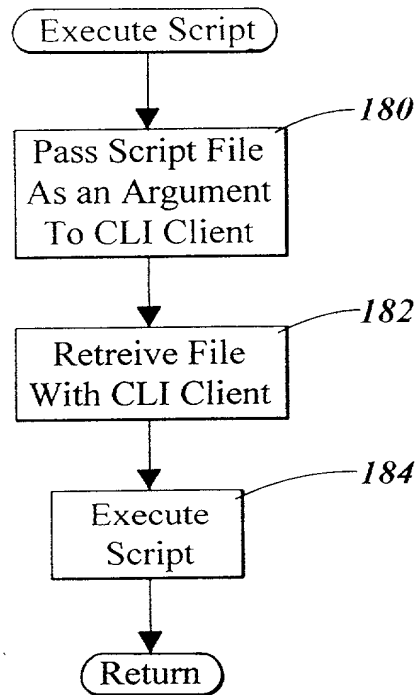 Execute Script
180
Pass Script File
As an Argument
To CLI Client
182
Retreive File
With CLI Client
184
Execute
Script
Return